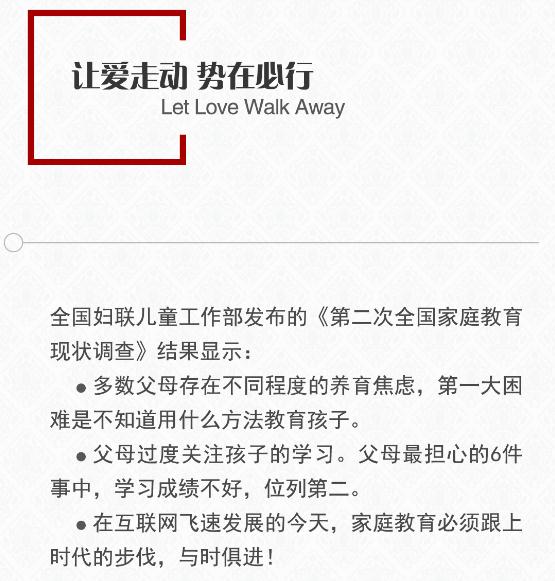 让爱走动 势在必行
Let Love Walk Away
全国妇联儿童工作部发布的《第二次全国家庭教育
现状调查》结果显示：
●多数父母存在不同程度的养育焦虑，第一大困
难是不知道用什么方法教育孩子。
●父母过度关注孩子的学习。父母最担心的6件
事中，学习成绩不好，位列第二。
●在互联网飞速发展的今天，家庭教育必须跟上
时代的步伐，与时俱进！